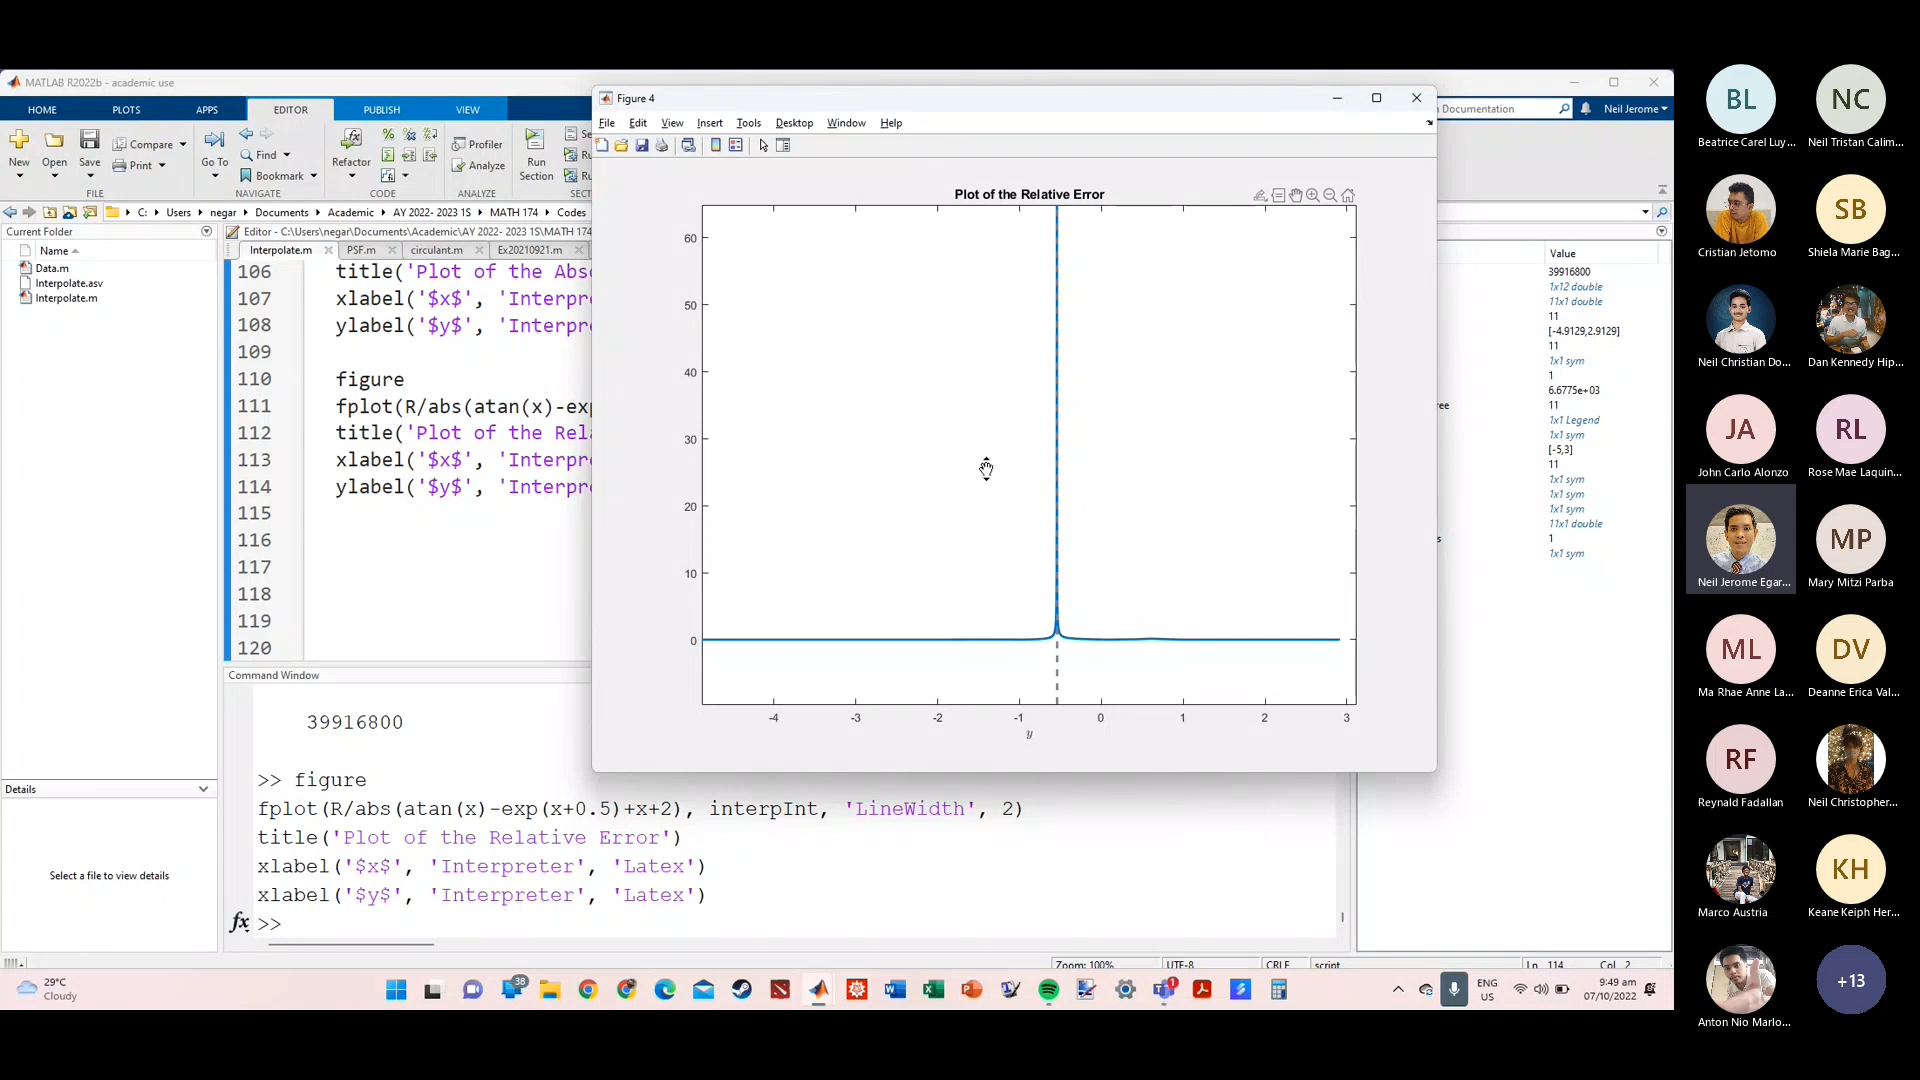 MATLAB R2022b - academic use
HOME PLOTS APPS EDITOR PUBLISH VIEW
Documentation
Neil Jerome
New Open Save Compare Print Go To Find Bookmark Refactor Profiler Analyze Run Section
FILE NAVIGATE CODE ANALYZE
C: Users negar Documents Academic AY 2022- 2023 1S MATH 174 Codes
Current Folder
Name
Data.m
Interpolate.asv
Interpolate.m
Details
Select a file to view details
Editor - C:\Users\negar\Documents\Academic\AY 2022- 2023 1S\MATH 174
Interpolate.m PSF.m circulant.m Ex20210921.m
106 title('Plot of the Abs
107 xlabel('$x$', 'Interpr
108 ylabel('$y$', 'Interpr
109
110 figure
111 fplot(R/abs(atan(x)-ex
112 title('Plot of the Rel
113 xlabel('$x$', 'Interpr
114 ylabel('$y$', 'Interpr
115
116
117
118
119
120
Command Window
39916800
>> figure
fplot(R/abs(atan(x)-exp(x+0.5)+x+2), interpInt, 'LineWidth', 2)
title('Plot of the Relative Error')
xlabel('$x$', 'Interpreter', 'Latex')
xlabel('$y$', 'Interpreter', 'Latex')
fx >>
Figure 4
File Edit View Insert Tools Desktop Window Help
Plot of the Relative Error
60
50
40
30
20
10
0
-4 -3 -2 -1 0 1 2 3
y
Value
39916800
1x12 double
11x1 double
11
[-4.9129,2.9129]
11
1x1 sym
1
6.6775e+03
ree 11
1x1 Legend
1x1 sym
[-5,3]
11
1x1 sym
1x1 sym
1x1 sym
11x1 double
s 1
1x1 sym
Zoom: 100% UTF-8 CRLF script Ln 114 Col 2
29°C
Cloudy
38
1
ENG
US
9:49 am
07/10/2022
BL
Beatrice Carel Luy...
NC
Neil Tristan Calim...
Cristian Jetomo
SB
Shiela Marie Bag...
Neil Christian Do...
Dan Kennedy Hip...
JA
John Carlo Alonzo
RL
Rose Mae Laquin...
Neil Jerome Egar...
MP
Mary Mitzi Parba
ML
Ma Rhae Anne La...
DV
Deanne Erica Val...
RF
Reynald Fadallan
Neil Christopher...
Marco Austria
KH
Keane Keiph Her...
Anton Nio Marlo...
+13